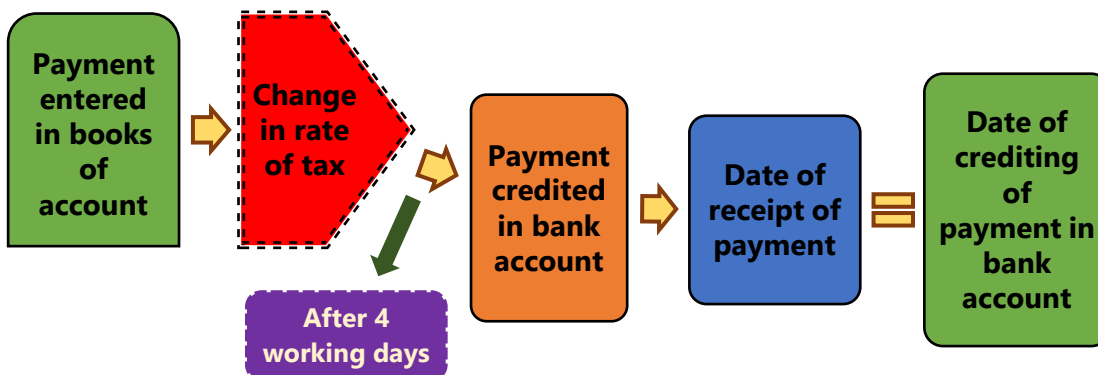 Payment
entered
in books
of
account
Change
in rate
of tax
After 4
working days
Payment
credited
in bank
account
Date of
receipt of
payment
Date of
crediting
of
payment in
bank
account